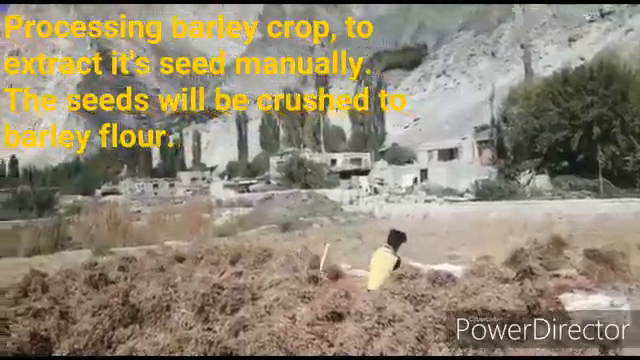 Processing barley crop, to
extract it's seed manually.
The seeds will be crushed to
barley flour.
PowerDirector